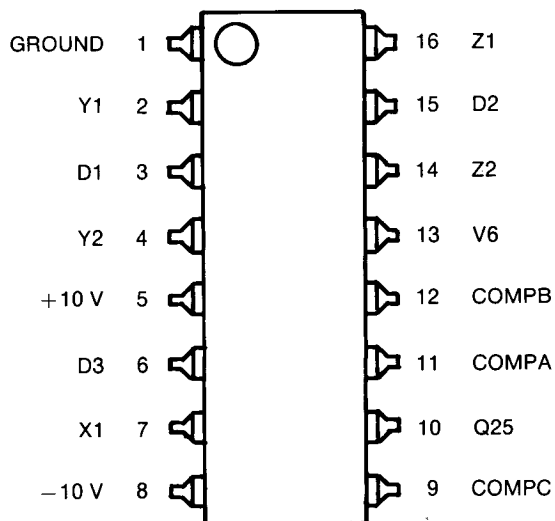 GROUND 1 16 Z1
Y1 2 15 D2
D1 3 14 Z2
Y2 4 13 V6
+10 V 5 12 COMPB
D3 6 11 COMPA
X1 7 10 Q25
−10 V 8 9 COMPC